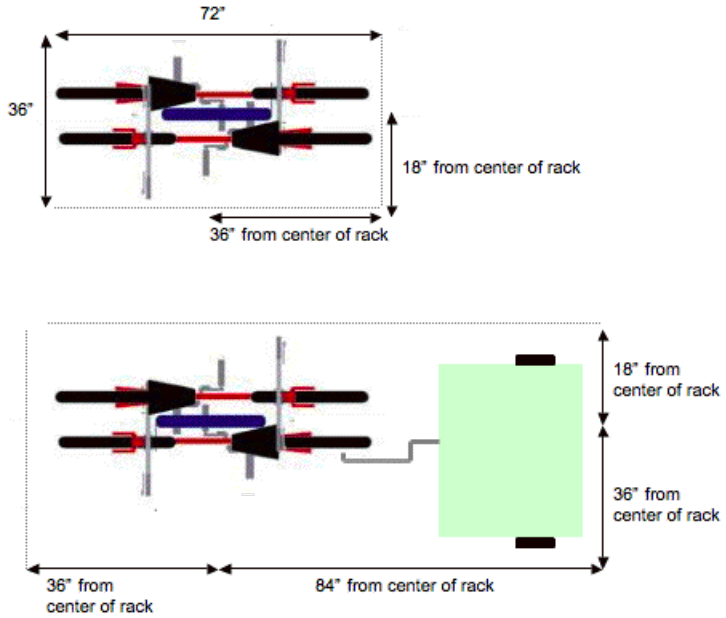 72”
36”
18” from center of rack
36” from center of rack
18” from
center of rack
36” from
center of rack
36” from
center of rack
84” from center of rack